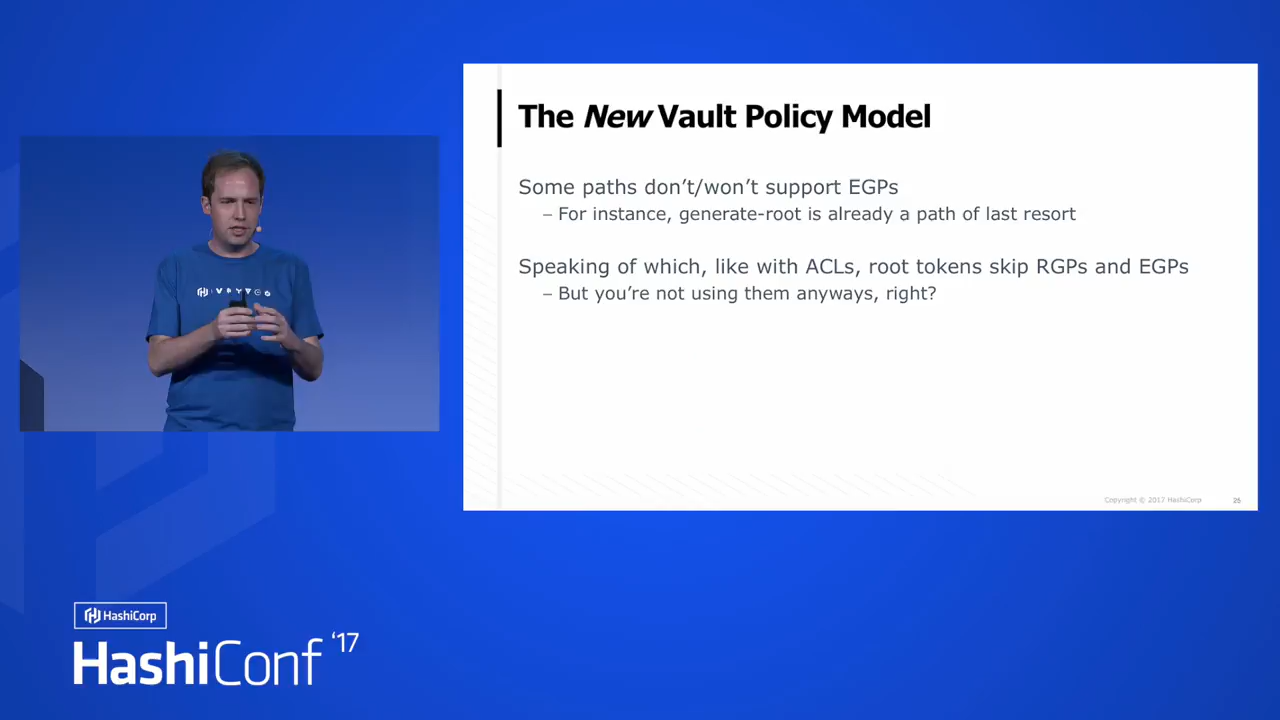 The New Vault Policy Model
Some paths don't/won't support EGPs
– For instance, generate-root is already a path of last resort
Speaking of which, like with ACLs, root tokens skip RGPs and EGPs
– But you're not using them anyways, right?
Copyright © 2017 HashiCorp
26
HashiCorp
HashiConf '17